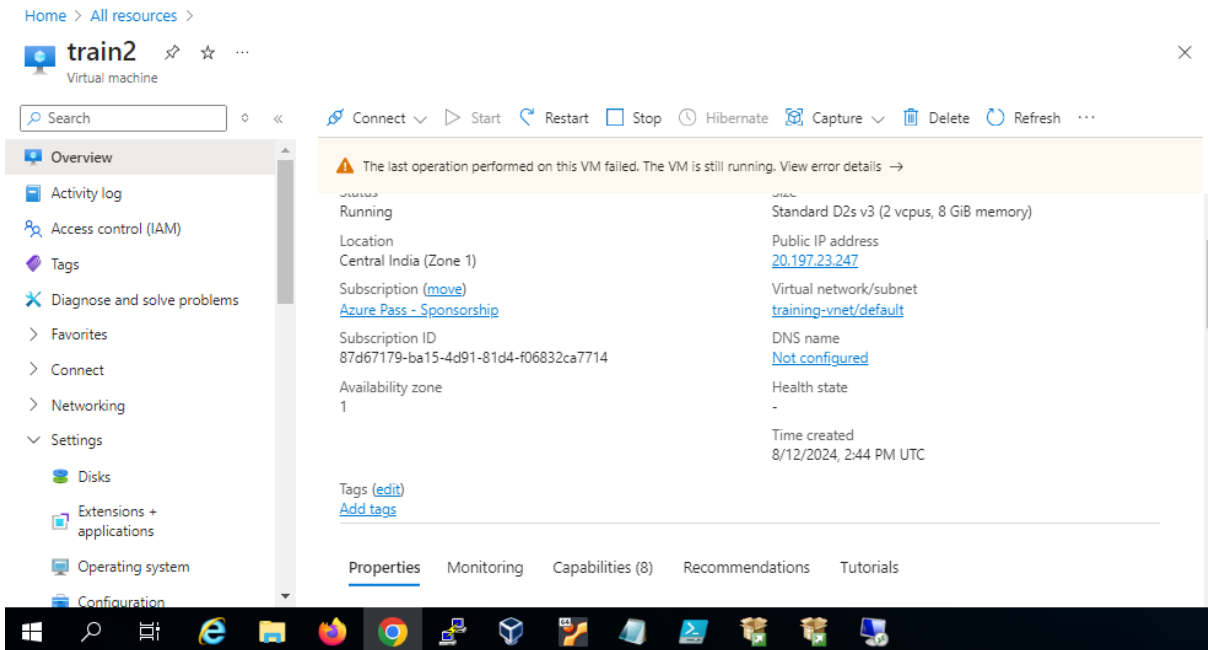 Home > All resources >
train2
Virtual machine
Search
Connect
Start
Restart
Stop
Hibernate
Capture
Delete
Refresh
Overview
Activity log
Access control (IAM)
Tags
Diagnose and solve problems
Favorites
Connect
Networking
Settings
Disks
Extensions +
applications
Operating system
Configuration
The last operation performed on this VM failed. The VM is still running. View error details →
Status
Running
Location
Central India (Zone 1)
Subscription (move)
Azure Pass - Sponsorship
Subscription ID
87d67179-ba15-4d91-81d4-f06832ca7714
Availability zone
1
Size
Standard D2s v3 (2 vcpus, 8 GiB memory)
Public IP address
20.197.23.247
Virtual network/subnet
training-vnet/default
DNS name
Not configured
Health state
-
Time created
8/12/2024, 2:44 PM UTC
Tags (edit)
Add tags
Properties
Monitoring
Capabilities (8)
Recommendations
Tutorials
64